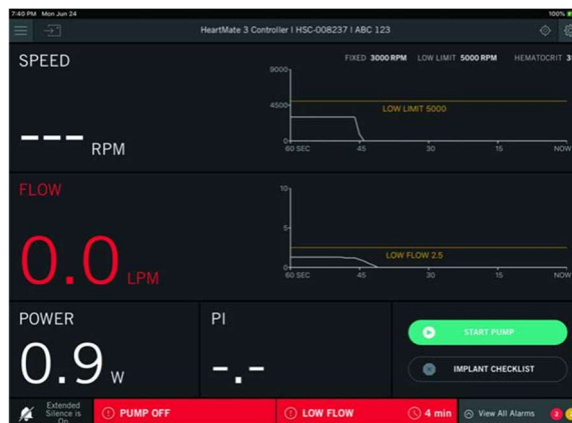 7:40 PM Mon Jun 24 100%
HeartMate 3 Controller I HSC-008237 I ABC 123
SPEED
FIXED 3000 RPM LOW LIMIT 5000 RPM HEMATOCRIT
9000
4500
LOW LIMIT 5000
--- RPM
0
60 SEC 45 30 15 NOW
FLOW
10
5
LOW FLOW 2.5
0.0 LPM
0
60 SEC 45 30 15 NOW
POWER
PI
START PUMP
0.9 W
-.-
IMPLANT CHECKLIST
Extended
Silence is
On
PUMP OFF
LOW FLOW
4 min
View All Alarms
2